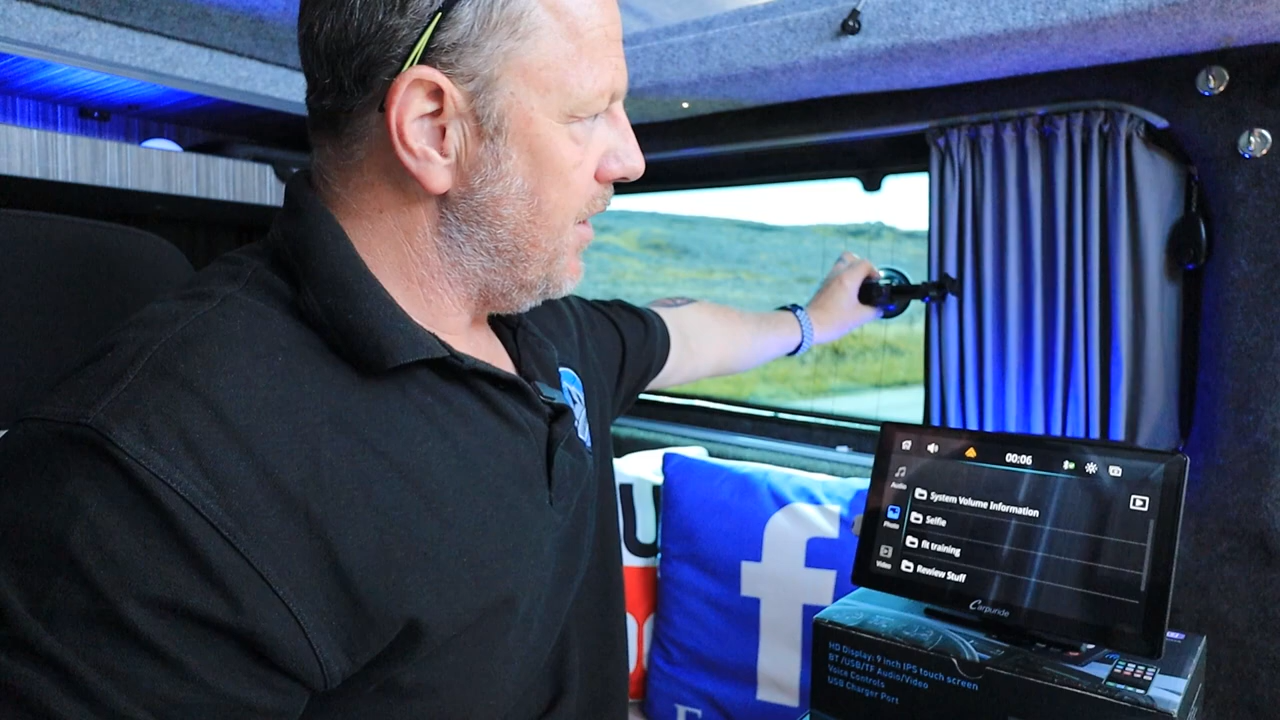 00:06
Audio
Photo
Video
System Volume Information
Selfie
fit training
Rewiew Stuff
Carpuride
HD Display: 9 inch IPS touch screen
BT /USB/TF Audio/Video
Voice Controls
USB Charger Port
U
f
F